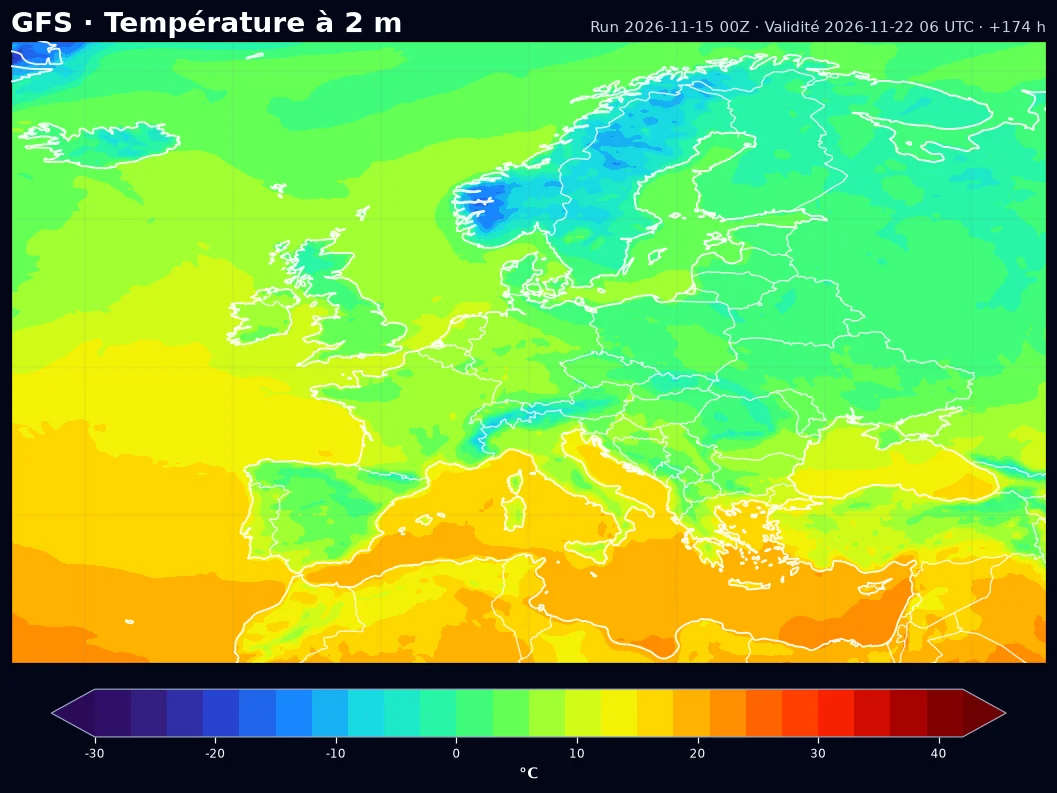 GFS · Température à 2 m
Run 2026-11-15 00Z · Validité 2026-11-22 06 UTC · +174 h
-30 -20 -10 0 10 20 30 40
°C